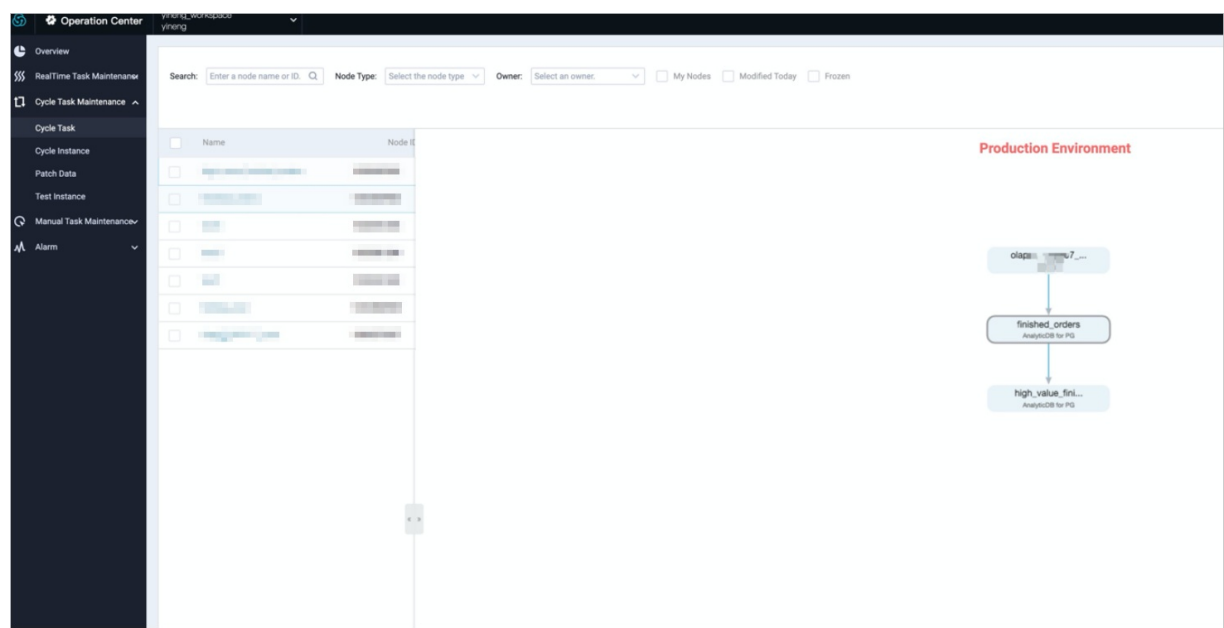 Operation Center
yineng_workspace
yineng
Overview
RealTime Task Maintenance
Cycle Task Maintenance
Cycle Task
Cycle Instance
Patch Data
Test Instance
Manual Task Maintenance
Alarm
Search: Enter a node name or ID. Node Type: Select the node type Owner: Select an owner. My Nodes Modified Today Frozen
Name Node ID
Production Environment
finished_orders
AnalyticDB for PG
high_value_fini...
AnalyticDB for PG